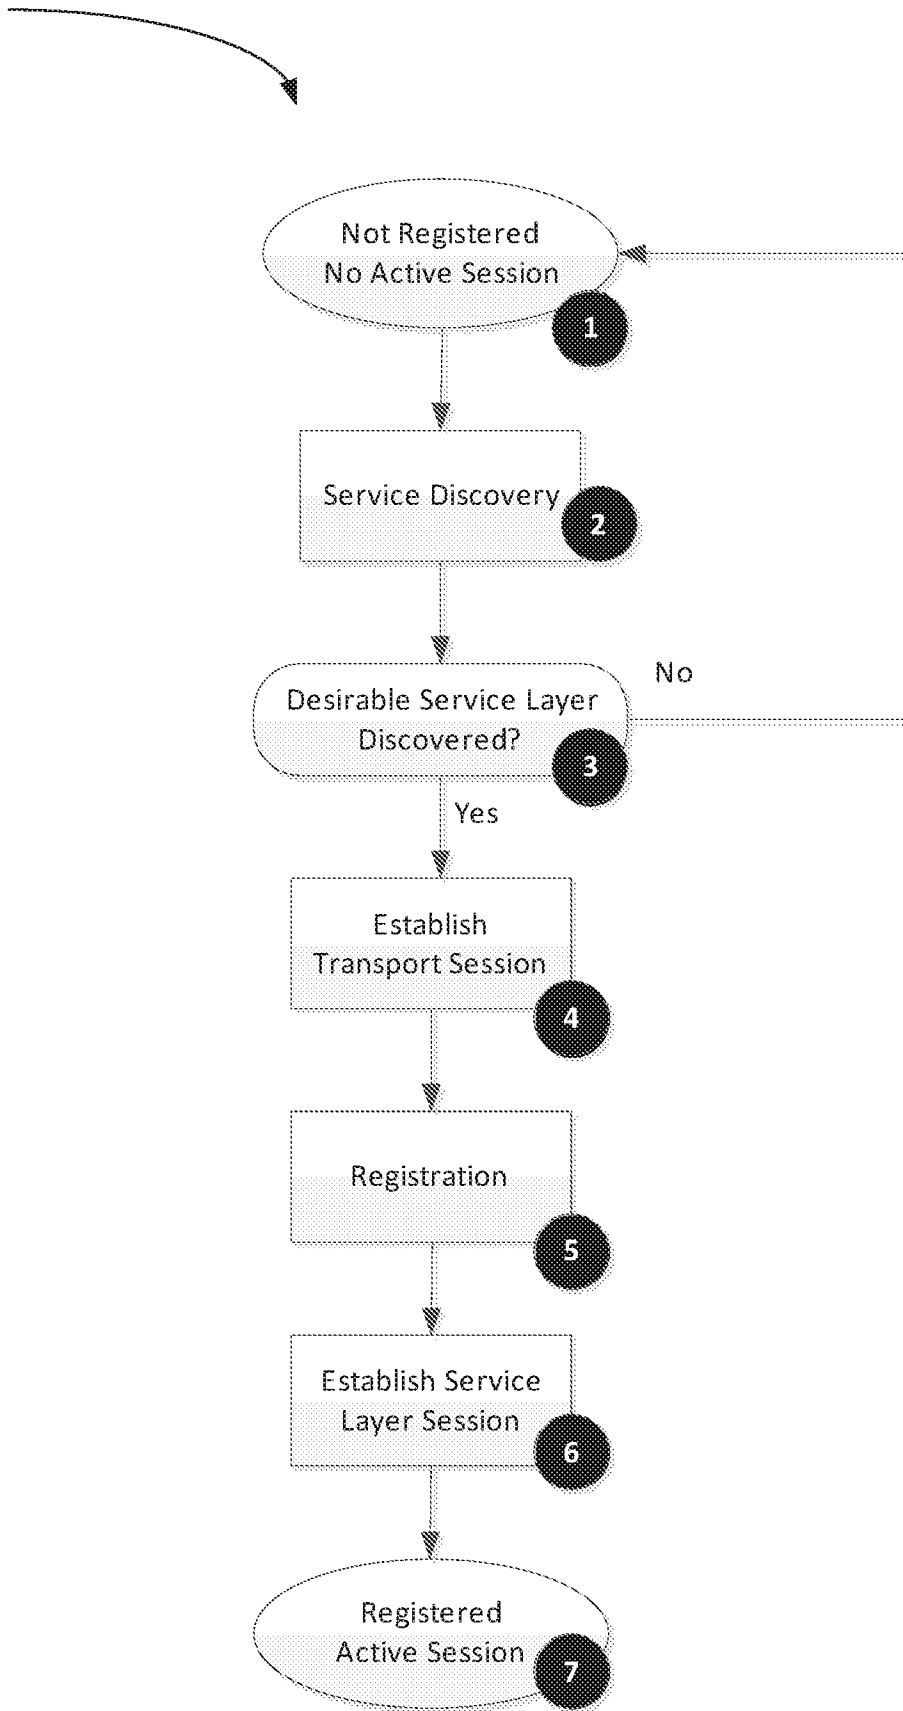 Not Registered
No Active Session
1
Service Discovery
2
No
Desirable Service Layer
Discovered?
3
Yes
Establish
Transport Session
4
Registration
5
Establish Service
Layer Session
6
Registered
Active Session
7